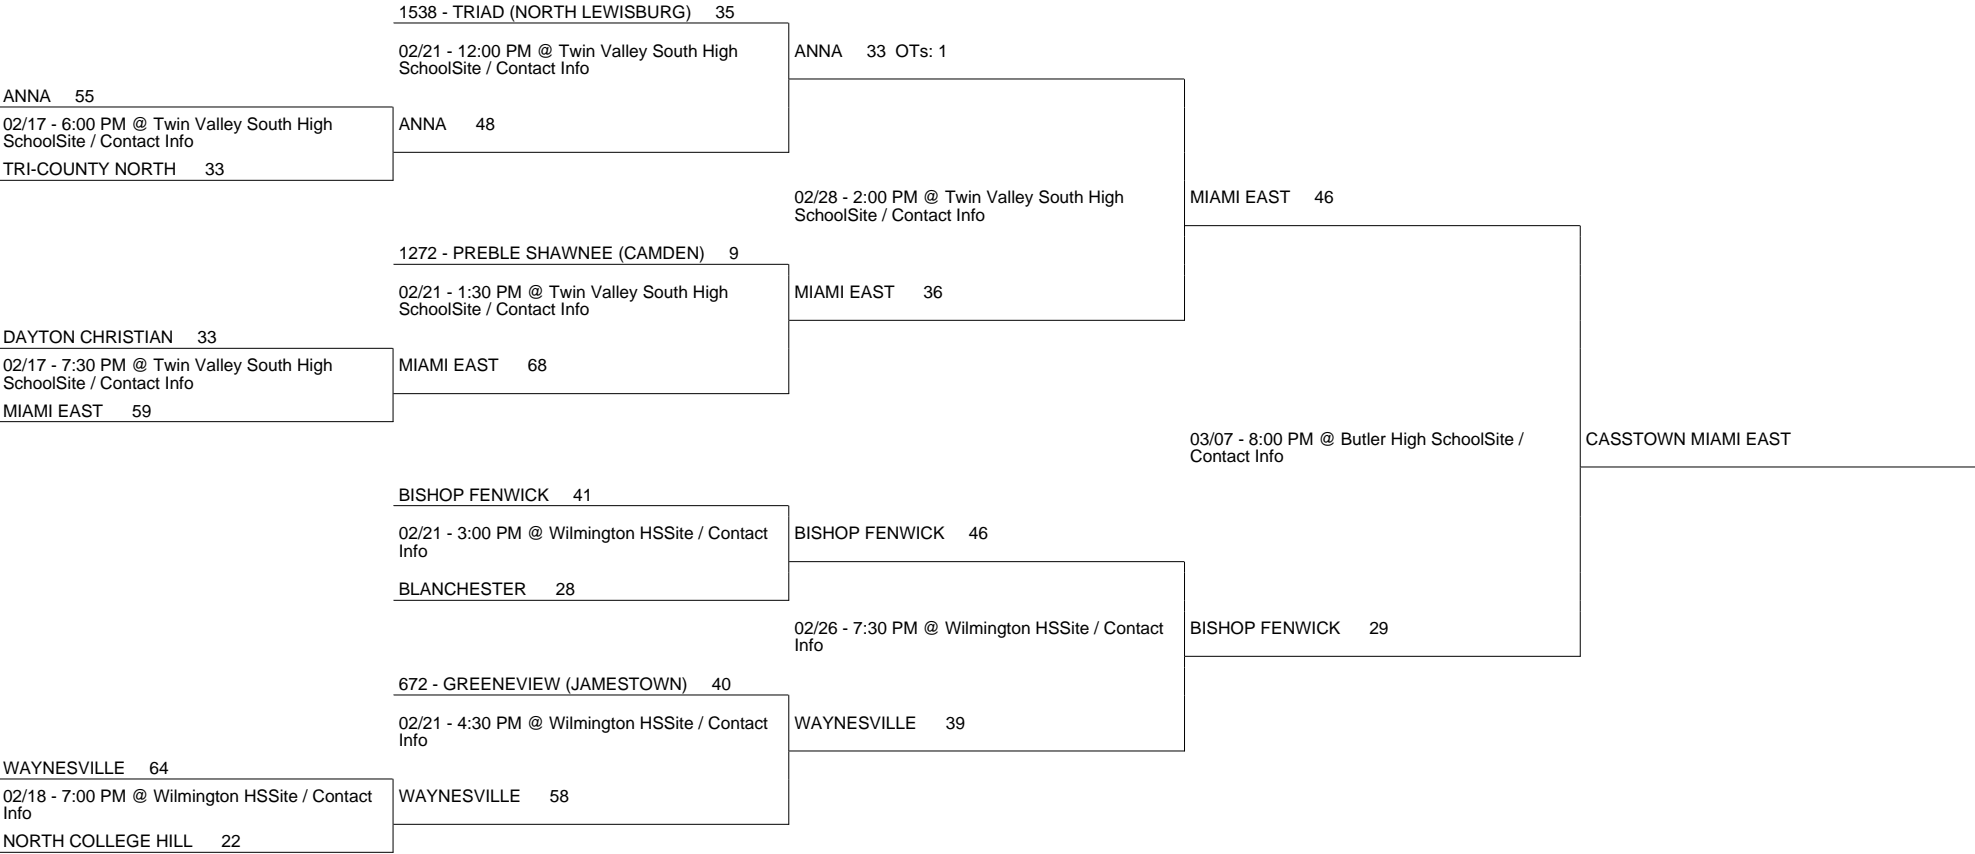 1538 - TRIAD (NORTH LEWISBURG) 35
02/21 - 12:00 PM @ Twin Valley South High
SchoolSite / Contact Info
ANNA 33 OTs: 1
ANNA 55
02/17 - 6:00 PM @ Twin Valley South High
SchoolSite / Contact Info
TRI-COUNTY NORTH 33
ANNA 48
02/28 - 2:00 PM @ Twin Valley South High
SchoolSite / Contact Info
MIAMI EAST 46
1272 - PREBLE SHAWNEE (CAMDEN) 9
02/21 - 1:30 PM @ Twin Valley South High
SchoolSite / Contact Info
MIAMI EAST 36
DAYTON CHRISTIAN 33
02/17 - 7:30 PM @ Twin Valley South High
SchoolSite / Contact Info
MIAMI EAST 59
MIAMI EAST 68
03/07 - 8:00 PM @ Butler High SchoolSite /
Contact Info
CASSTOWN MIAMI EAST
BISHOP FENWICK 41
02/21 - 3:00 PM @ Wilmington HSSite / Contact
Info
BLANCHESTER 28
BISHOP FENWICK 46
02/26 - 7:30 PM @ Wilmington HSSite / Contact
Info
BISHOP FENWICK 29
672 - GREENEVIEW (JAMESTOWN) 40
02/21 - 4:30 PM @ Wilmington HSSite / Contact
Info
WAYNESVILLE 39
WAYNESVILLE 64
02/18 - 7:00 PM @ Wilmington HSSite / Contact
Info
NORTH COLLEGE HILL 22
WAYNESVILLE 58